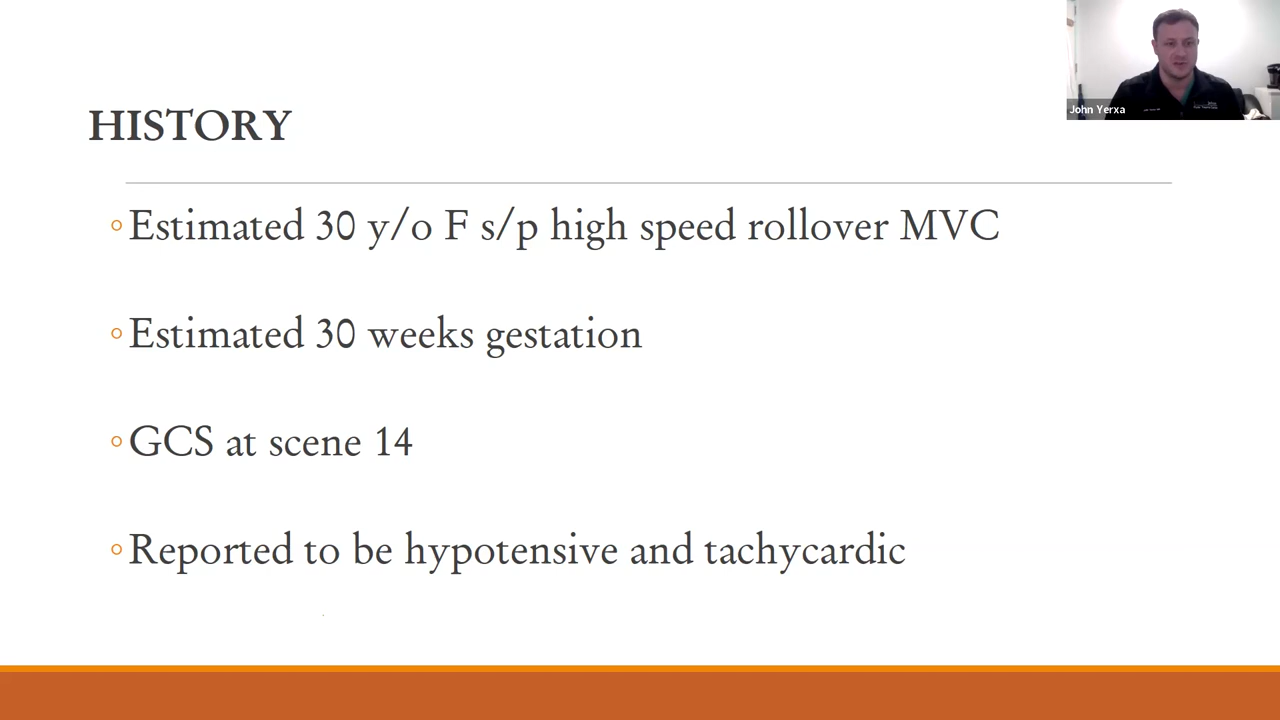 John Yerxa
HISTORY
Estimated 30 y/o F s/p high speed rollover MVC
Estimated 30 weeks gestation
GCS at scene 14
Reported to be hypotensive and tachycardic